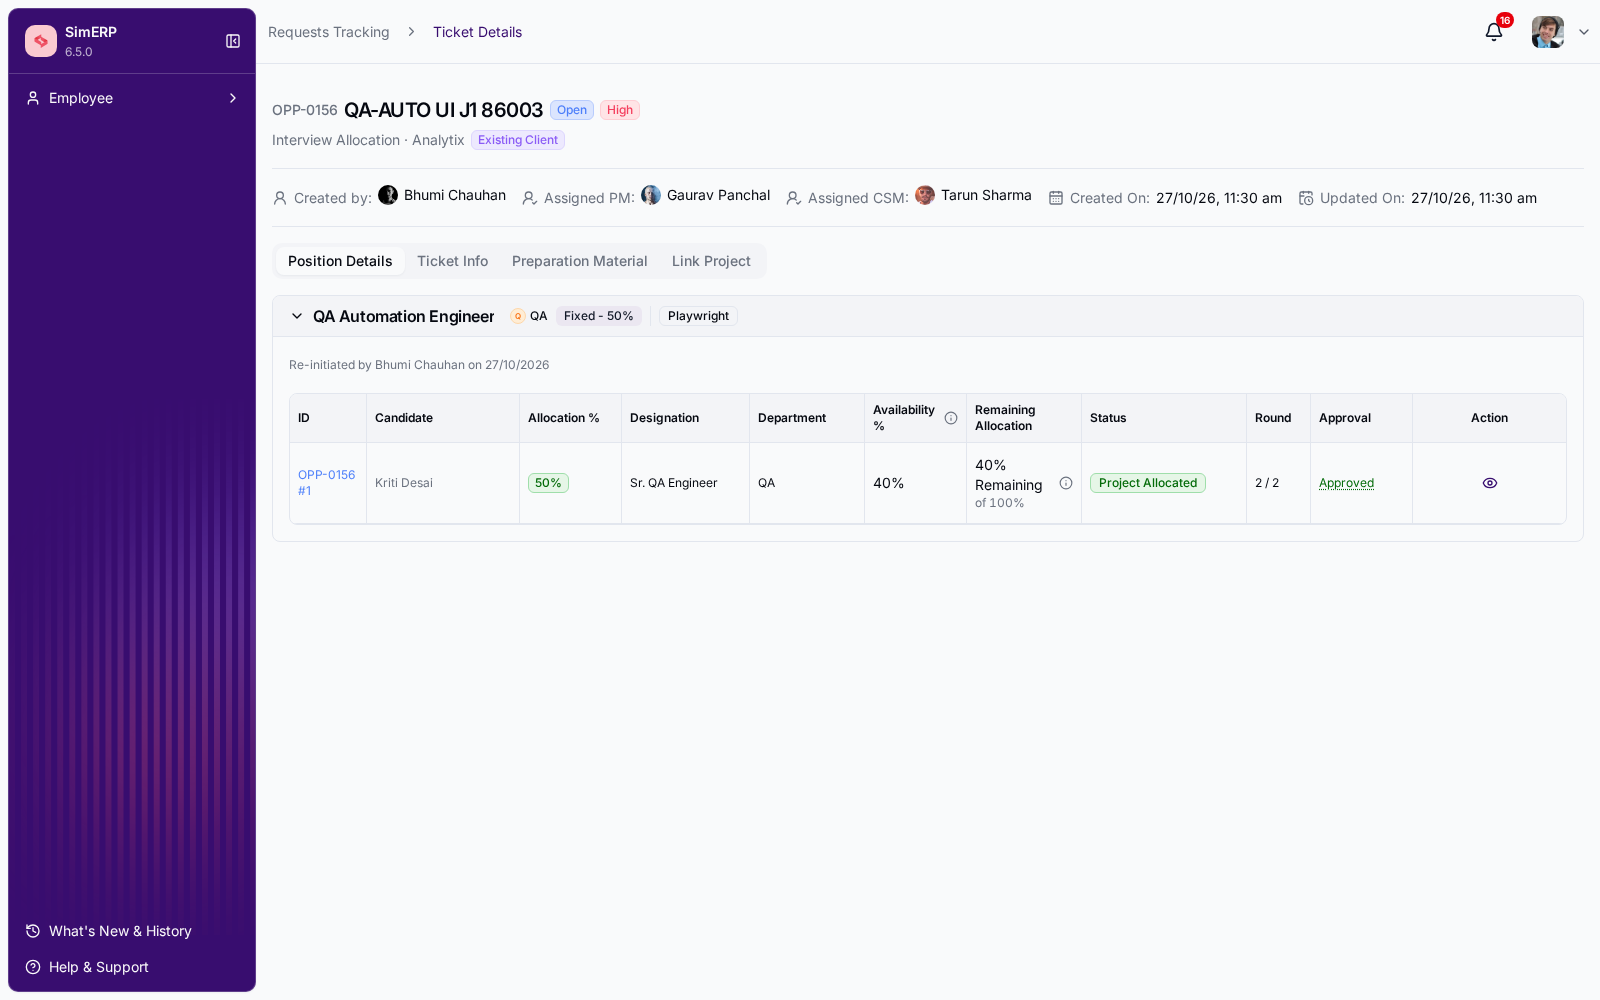 SimERP
6.5.0
Employee
What's New & History
Help & Support
Requests Tracking
Ticket Details
16
OPP-0156 QA-AUTO UI J1 86003 Open High
Interview Allocation · Analytix Existing Client
Created by: Bhumi Chauhan Assigned PM: Gaurav Panchal Assigned CSM: Tarun Sharma Created On: 27/10/26, 11:30 am Updated On: 27/10/26, 11:30 am
Position Details Ticket Info Preparation Material Link Project
QA Automation Engineer Q QA Fixed - 50% Playwright
Re-initiated by Bhumi Chauhan on 27/10/2026
ID
Candidate
Allocation %
Designation
Department
Availability
%
Remaining
Allocation
Status
Round
Approval
Action
OPP-0156
#1
Kriti Desai
50%
Sr. QA Engineer
QA
40%
40%
Remaining
of 100%
Project Allocated
2 / 2
Approved